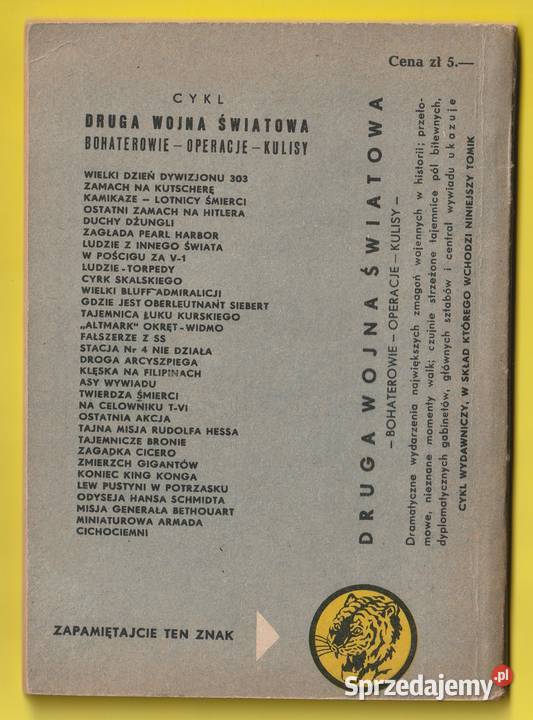 Cena zł 5.—
CYKL
DRUGA WOJNA ŚWIATOWA
BOHATEROWIE – OPERACJE – KULISY
WIELKI DZIEŃ DYWIZJONU 303
ZAMACH NA KUTSCHERĘ
KAMIKAZE – LOTNICY ŚMIERCI
OSTATNI ZAMACH NA HITLERA
DUCHY DŻUNGLI
ZAGŁADA PEARL HARBOR
LUDZIE Z INNEGO ŚWIATA
W POŚCIGU ZA V-1
LUDZIE-TORPEDY
CYRK SKALSKIEGO
WIELKI BLUFF ADMIRALICJI
GDZIE JEST OBERLEUTNANT SIEBERT
TAJEMNICA ŁUKU KURSKIEGO
„ALTMARK" OKRĘT-WIDMO
FAŁSZERZE Z SS
STACJA Nr 4 NIE DZIAŁA
DROGA ARCYSZPIEGA
KLĘSKA NA FILIPINACH
ASY WYWIADU
TWIERDZA ŚMIERCI
NA CELOWNIKU T-VI
OSTATNIA AKCJA
TAJNA MISJA RUDOLFA HESSA
TAJEMNICZE BRONIE
ZAGADKA CICERO
ZMIERZCH GIGANTÓW
KONIEC KING KONGA
LEW PUSTYNI W POTRZASKU
ODYSEJA HANSA SCHMIDTA
MISJA GENERAŁA BETHOUART
MINIATUROWA ARMADA
CICHOCIEMNI
ZAPAMIĘTAJCIE TEN ZNAK
DRUGA WOJNA ŚWIATOWA
– BOHATEROWIE – OPERACJE – KULISY –
Dramatyczne wydarzenia największych zmagań wojennych w historii; przeło-
mowe, nieznane momenty walk; czujnie strzeżone tajemnice pól bitewnych,
dyplomatycznych gabinetów, głównych sztabów i central wywiadu ukazuje
CYKL WYDAWNICZY, W SKŁAD KTÓREGO WCHODZI NINIEJSZY TOMIK
Sprzedajemy.pl